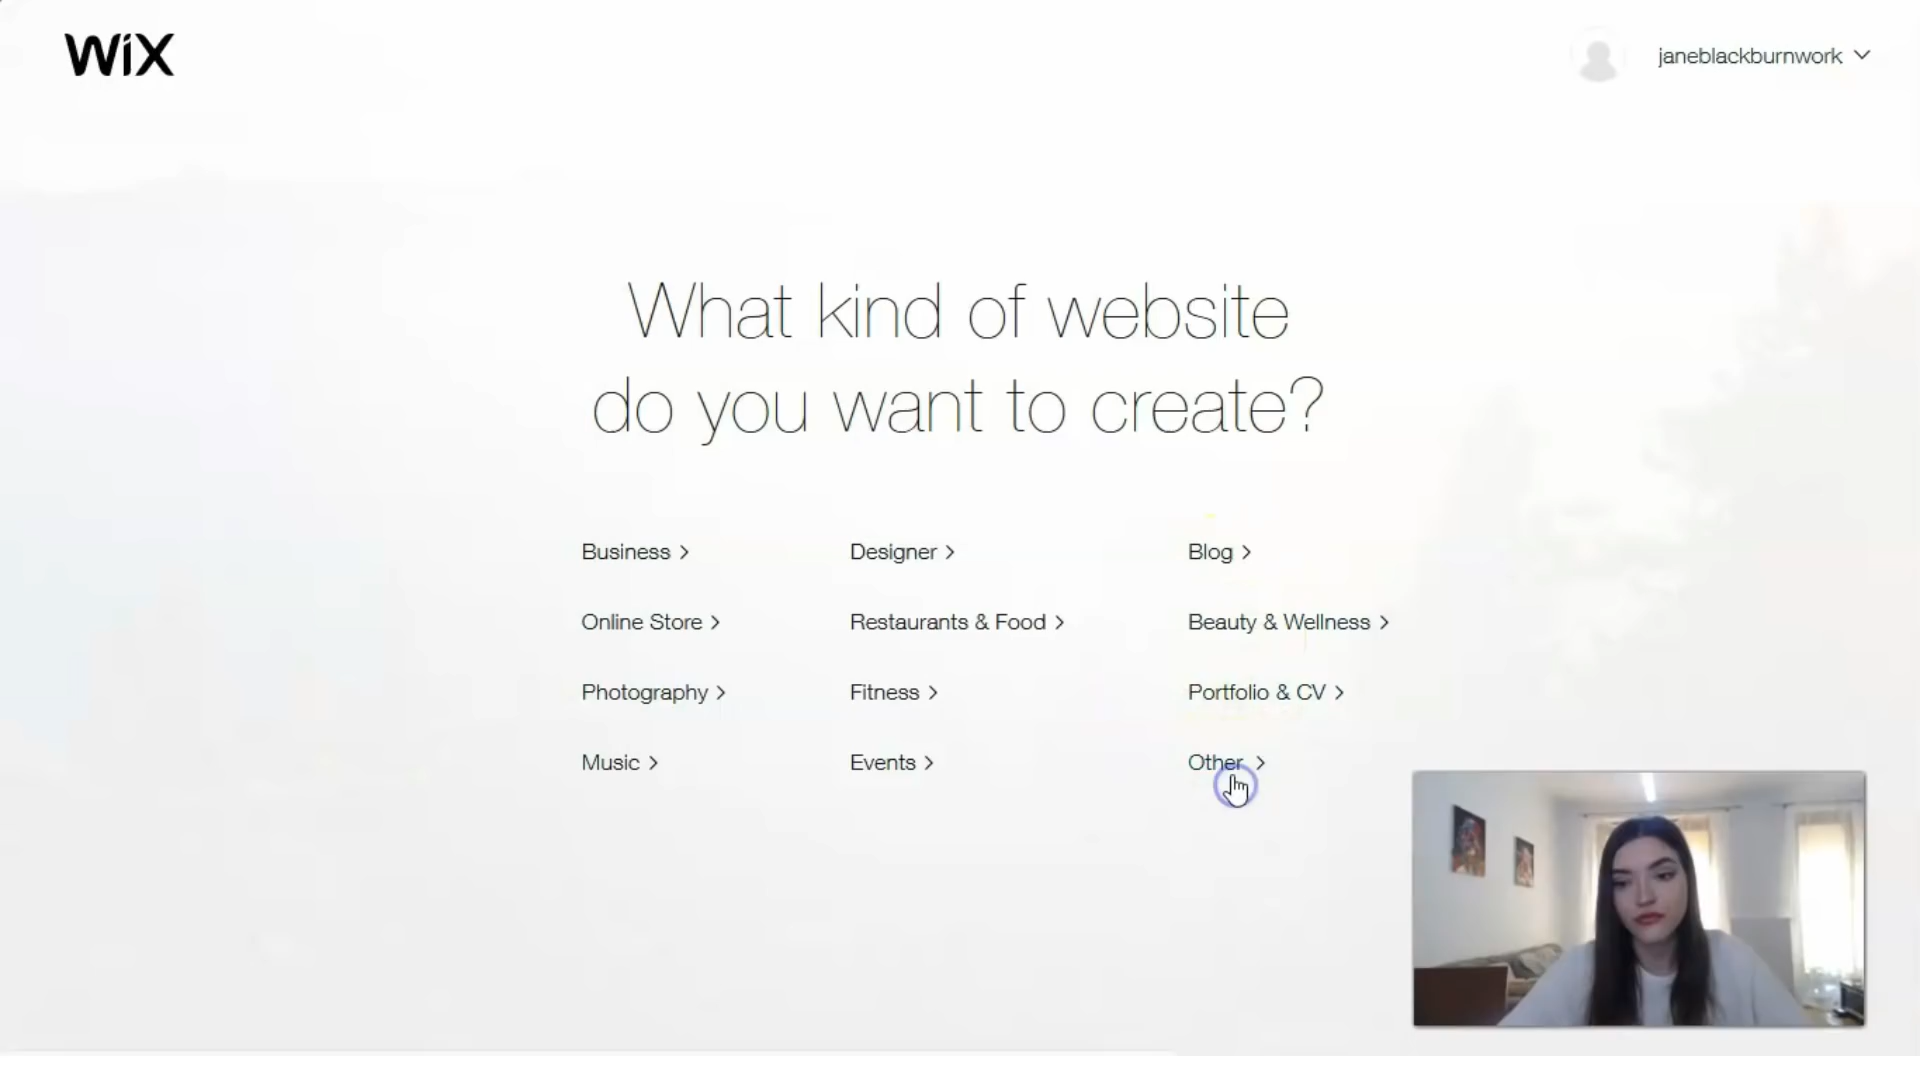 WiX
janeblackburnwork
What kind of website
do you want to create?
Business >
Designer >
Blog >
Online Store >
Restaurants & Food >
Beauty & Wellness >
Photography >
Fitness >
Portfolio & CV >
Music >
Events >
Other >